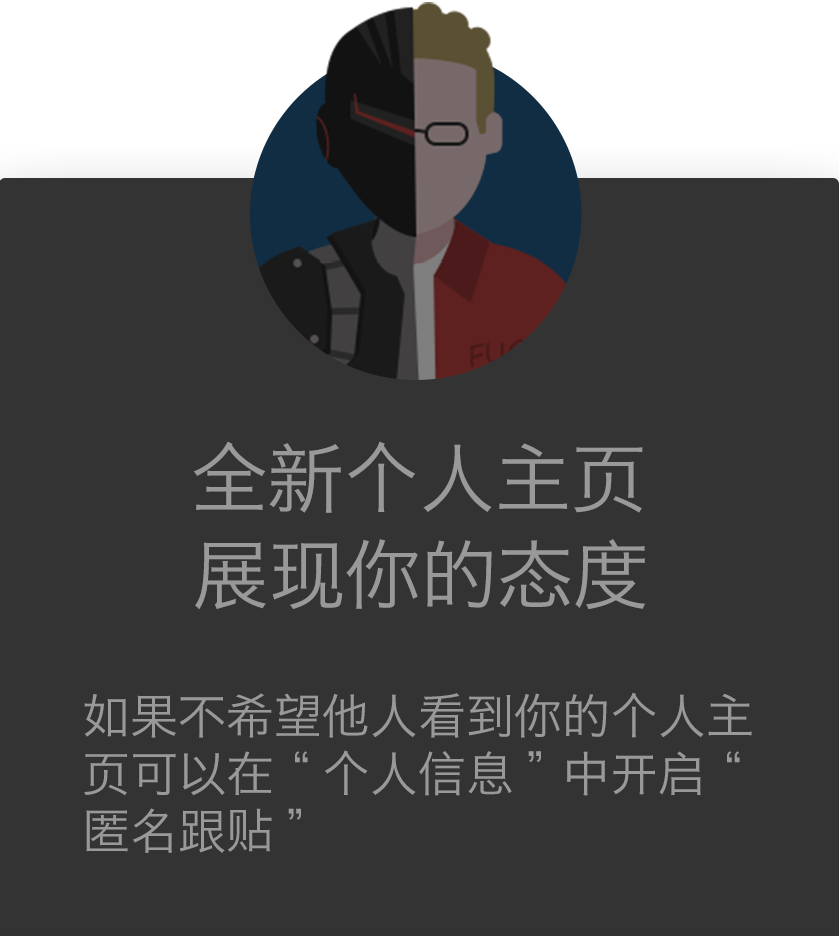 全新个人主页
展现你的态度
如果不希望他人看到你的个人主
页可以在“个人信息”中开启“
匿名跟贴”